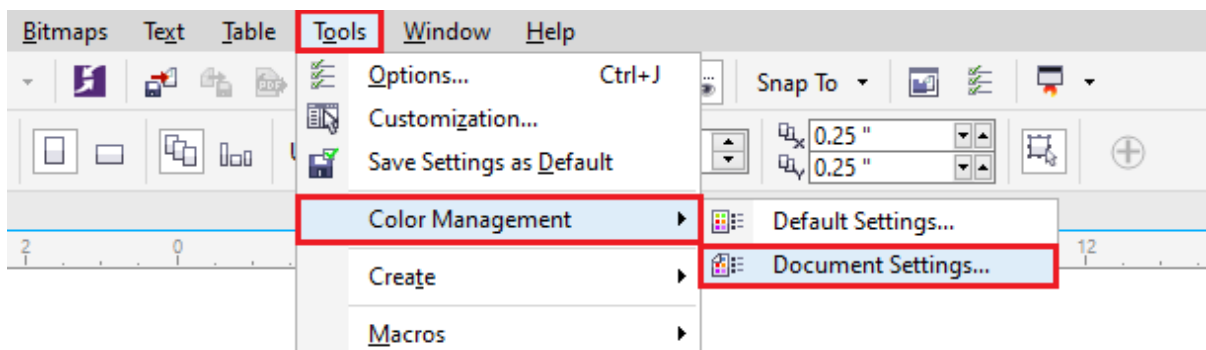 Bitmaps Text Table Tools Window Help
Options... Ctrl+J Snap To
Customization...
0.25 "
Save Settings as Default
0.25 "
Color Management
Default Settings...
2 0 12
Document Settings...
Create
Macros